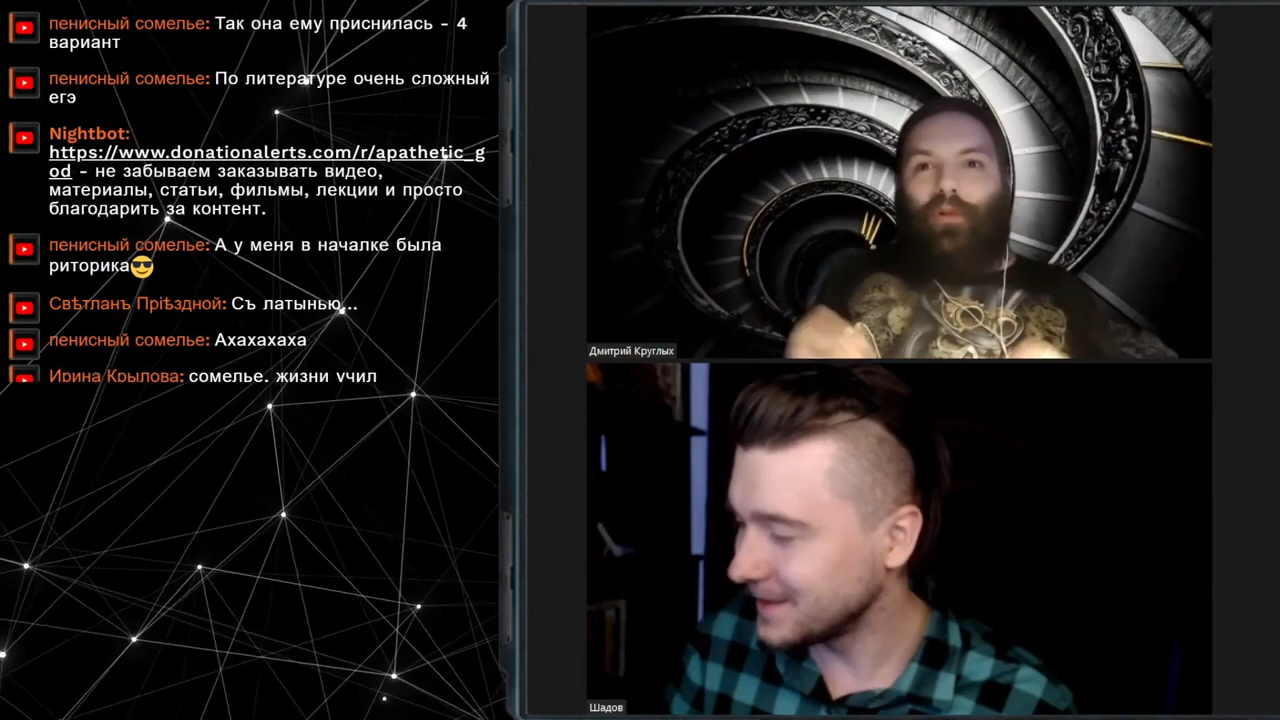 пенисный сомелье: Так она ему приснилась - 4
вариант
пенисный сомелье: По литературе очень сложный
егэ
Nightbot:
https://www.donationalerts.com/r/apathetic_g
od - не забываем заказывать видео,
материалы, статьи, фильмы, лекции и просто
благодарить за контент.
пенисный сомелье: А у меня в началке была
риторика😎
Свѣтланъ Прiѣздной: Съ латынью...
пенисный сомелье: Ахахахаха
Ирина Крылова: сомелье, жизни учил
Дмитрий Круглых
Шадов